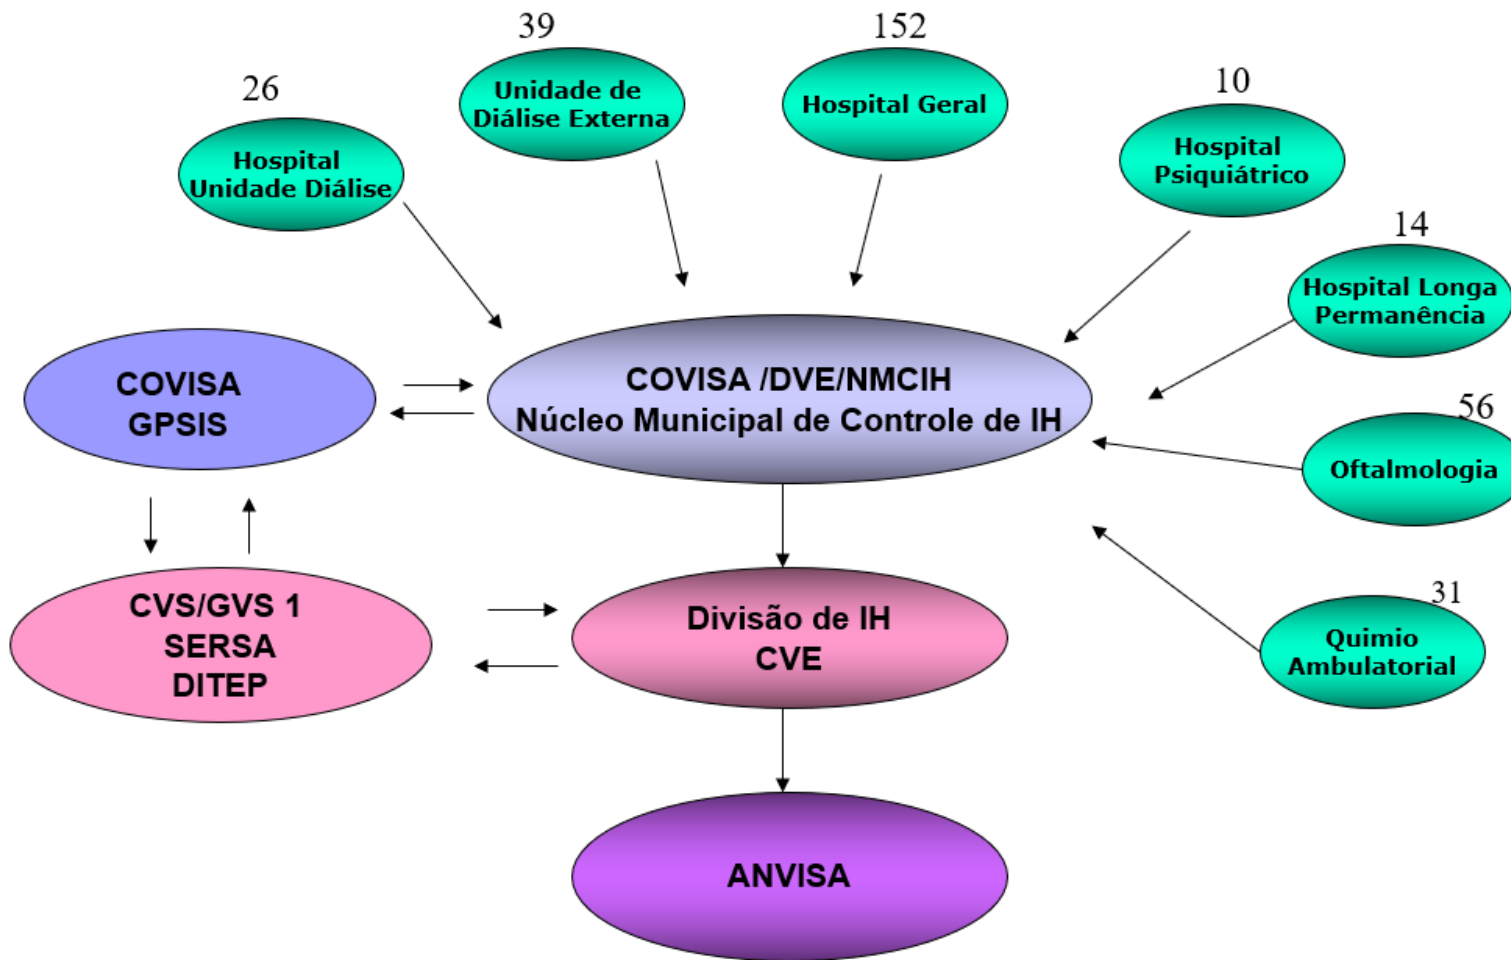 39
152
26
10
Unidade de
Diálise Externa
Hospital Geral
Hospital
Unidade Diálise
Hospital
Psiquiátrico
14
Hospital Longa
Permanência
COVISA
GPSIS
COVISA /DVE/NMCIH
Núcleo Municipal de Controle de IH
56
Oftalmologia
CVS/GVS 1
SERSA
DITEP
Divisão de IH
CVE
31
Quimio
Ambulatorial
ANVISA